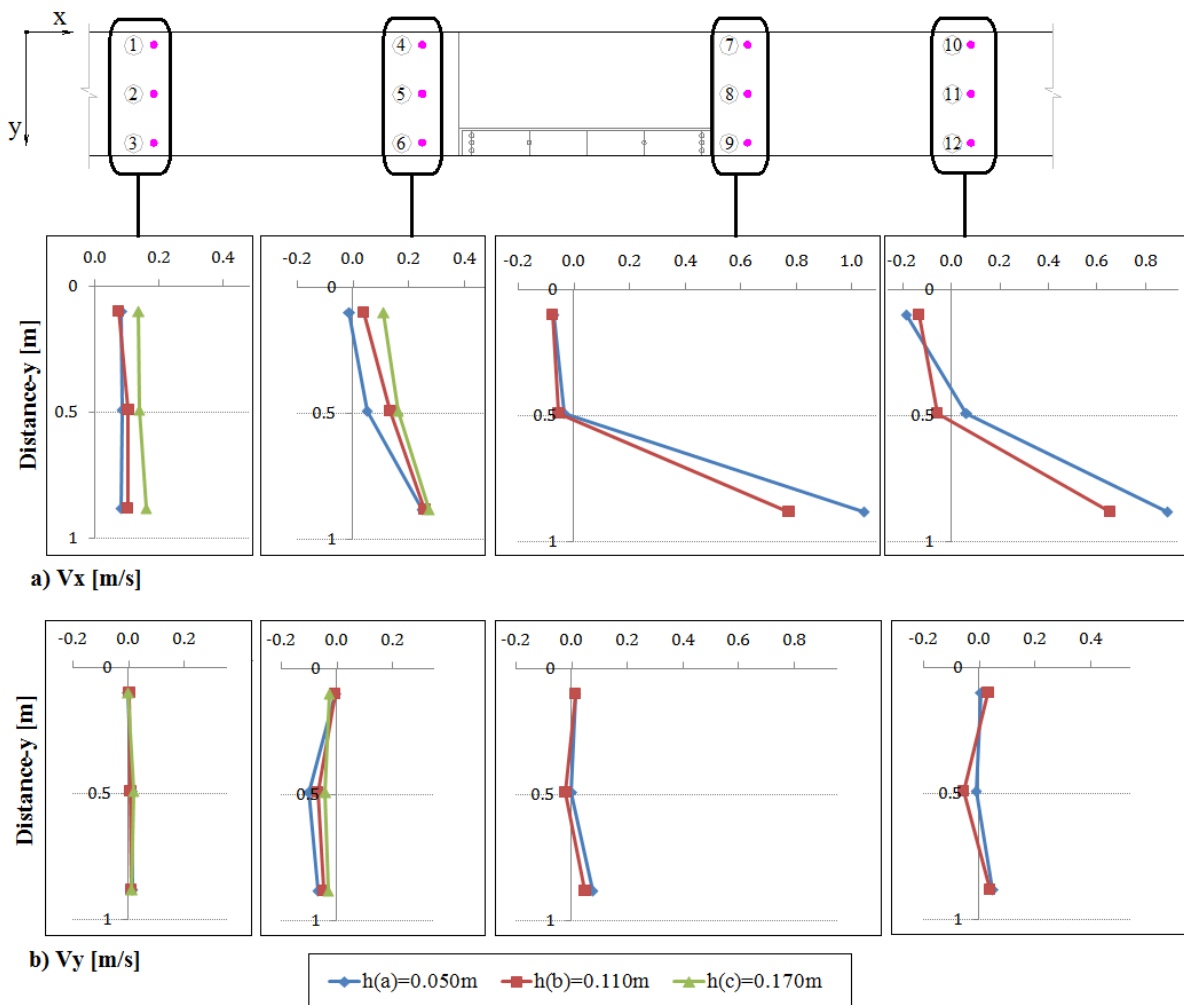 x
y
1 4 7 10
2 5 8 11
3 6 9 12
0.0 0.2 0.4
-0.2 0.0 0.2 0.4
-0.2 0.0 0.2 0.4 0.6 0.8 1.0
-0.2 0.0 0.2 0.4 0.6 0.8
Distance-y [m]
0 0 0 0
0.5 0.5 0.5 0.5
1 1 1 1
a) Vx [m/s]
-0.2 0.0 0.2
-0.2 0.0 0.2
-0.2 0.0 0.2 0.4 0.6 0.8
-0.2 0.0 0.2 0.4
Distance-y [m]
0 0 0 0
0.5 0.5 0.5 0.5
1 1 1 1
b) Vy [m/s]
h(a)=0.050m h(b)=0.110m h(c)=0.170m